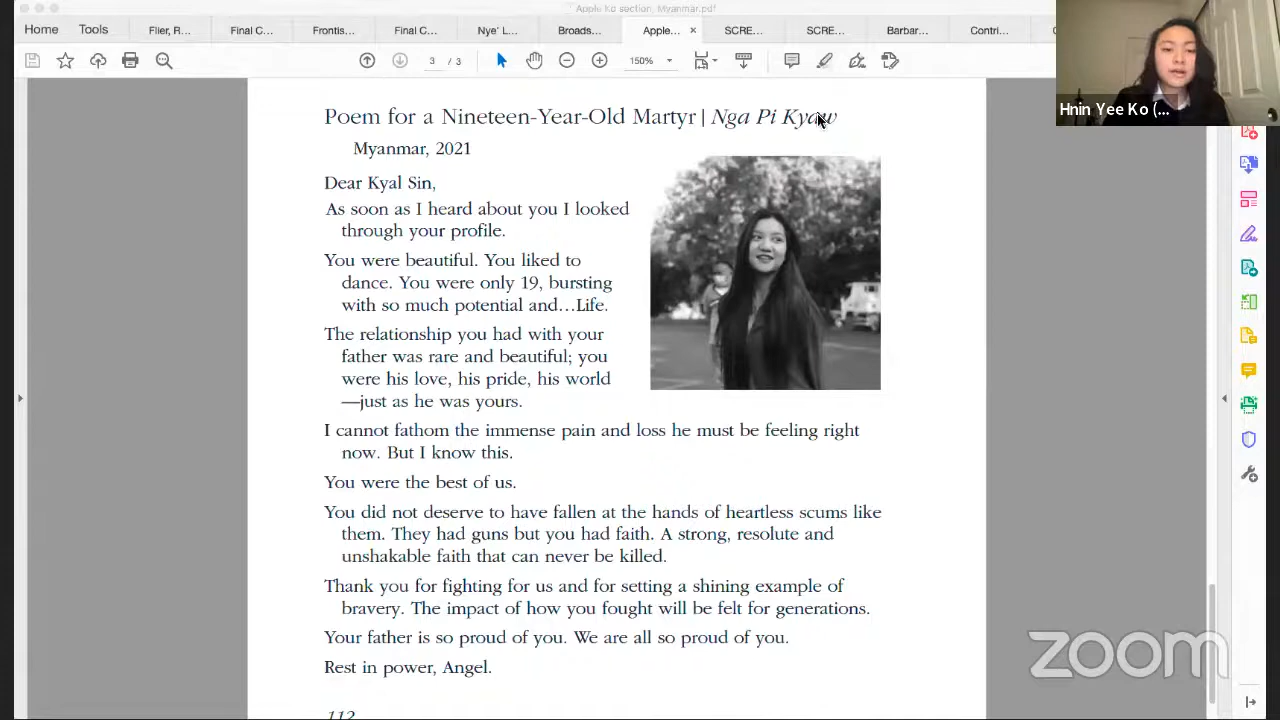 Apple Ko section, Myanmar.pdf
Home Tools Flier, R... Final C... Frontis... Final C... Nye' L... Broads... Apple... × SCRE... SCRE... Barbar... Contri...
3 / 3 150%
Hnin Yee Ko (...
Poem for a Nineteen-Year-Old Martyr | Nga Pi Kyaw
Myanmar, 2021
Dear Kyal Sin,
As soon as I heard about you I looked
through your profile.
You were beautiful. You liked to
dance. You were only 19, bursting
with so much potential and…Life.
The relationship you had with your
father was rare and beautiful; you
were his love, his pride, his world
—just as he was yours.
I cannot fathom the immense pain and loss he must be feeling right
now. But I know this.
You were the best of us.
You did not deserve to have fallen at the hands of heartless scums like
them. They had guns but you had faith. A strong, resolute and
unshakable faith that can never be killed.
Thank you for fighting for us and for setting a shining example of
bravery. The impact of how you fought will be felt for generations.
Your father is so proud of you. We are all so proud of you.
Rest in power, Angel.
112
zoom